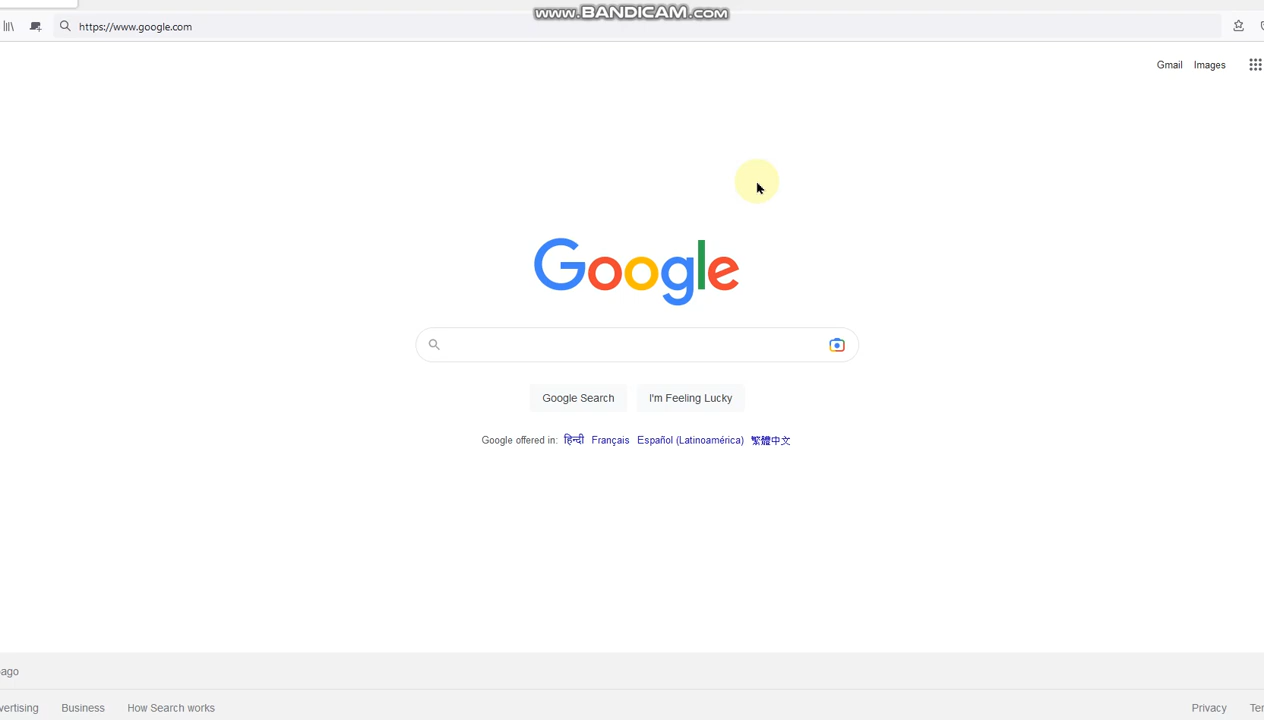 www.BANDICAM.com
https://www.google.com
Gmail Images
Google
Google Search I'm Feeling Lucky
Google offered in: हिन्दी Français Español (Latinoamérica) 繁體中文
ago
vertising Business How Search works Privacy Ter